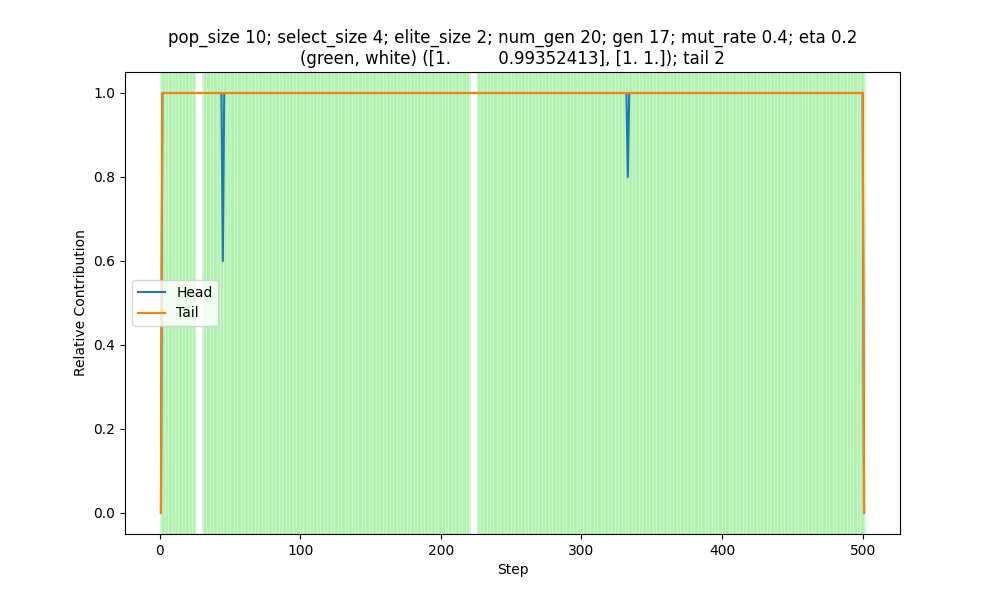 pop_size 10; select_size 4; elite_size 2; num_gen 20; gen 17; mut_rate 0.4; eta 0.2
(green, white) ([1.         0.99352413], [1. 1.]); tail 2
1.0
0.8
0.6
0.4
0.2
0.0
Relative Contribution
Head
Tail
0
100
200
300
400
500
Step